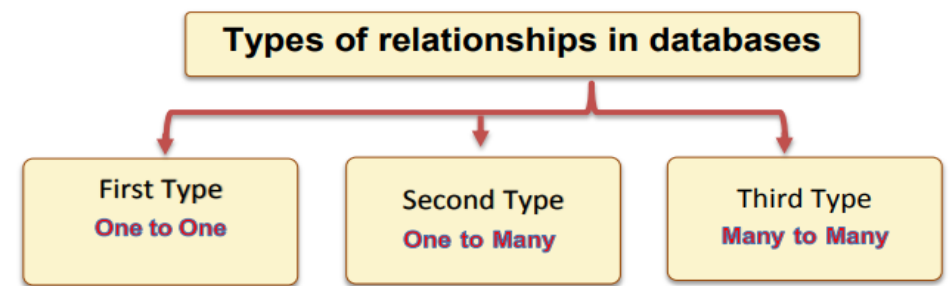 Types of relationships in databases
First Type
One to One
Second Type
One to Many
Third Type
Many to Many